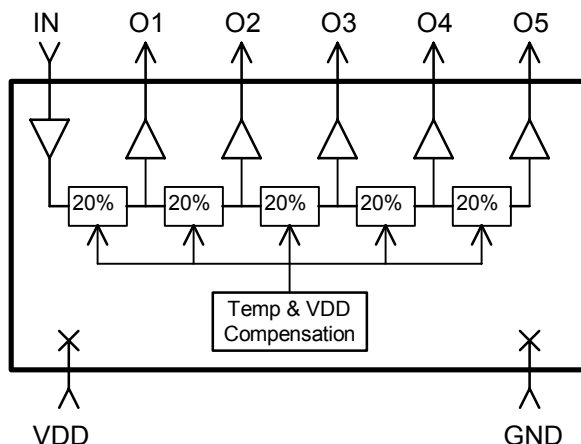 IN O1 O2 O3 O4 O5
20% 20% 20% 20% 20%
Temp & VDD
Compensation
VDD GND